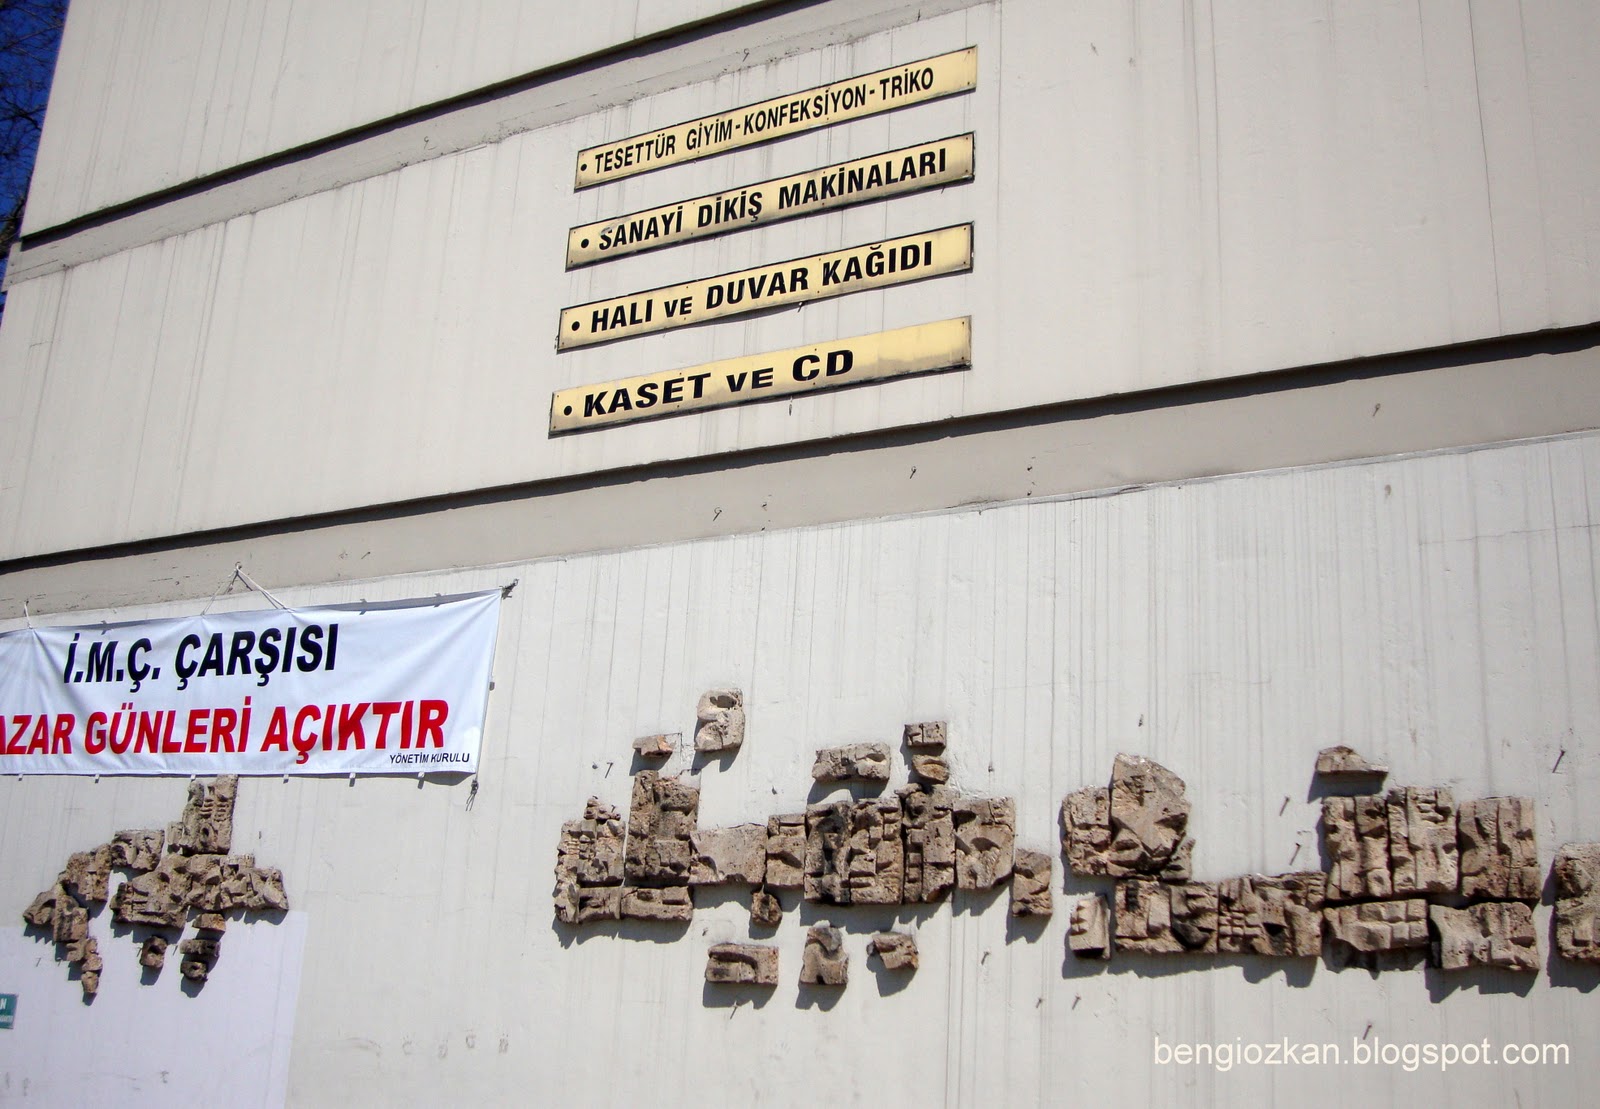 • TESETTÜR GİYİM-KONFEKSİYON-TRİKO
• SANAYİ DİKİŞ MAKİNALARI
• HALI VE DUVAR KAĞIDI
• KASET VE CD
İ.M.Ç. ÇARŞISI
AZAR GÜNLERİ AÇIKTIR
YÖNETİM KURULU
bengiozkan.blogspot.com